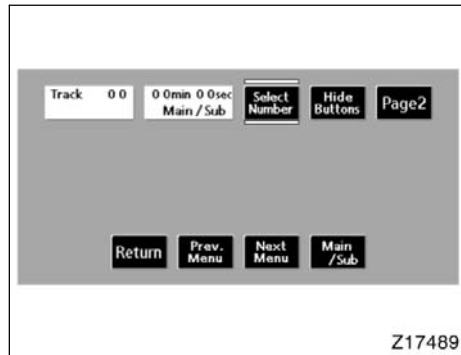 Track 0 0
0 0min 0 0sec
Main / Sub
Select
Number
Hide
Buttons
Page2
Return
Prev.
Menu
Next
Menu
Main
/Sub
Z17489